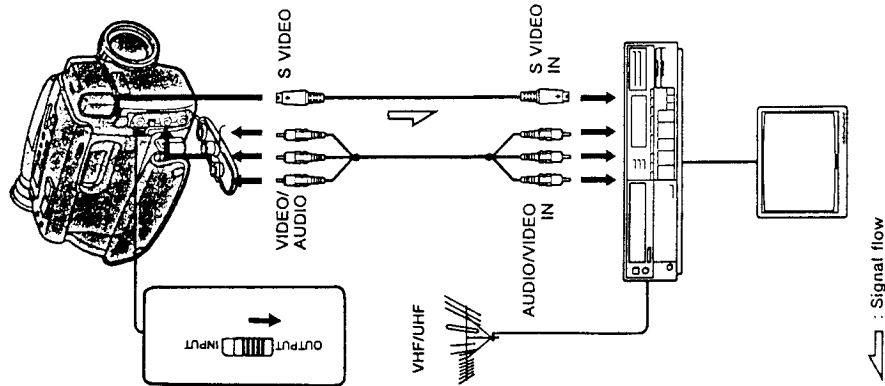 S VIDEO
S VIDEO
IN
VIDEO/
AUDIO
AUDIO/VIDEO
IN
VHF/UHF
OUTPUT INPUT
: Signal flow